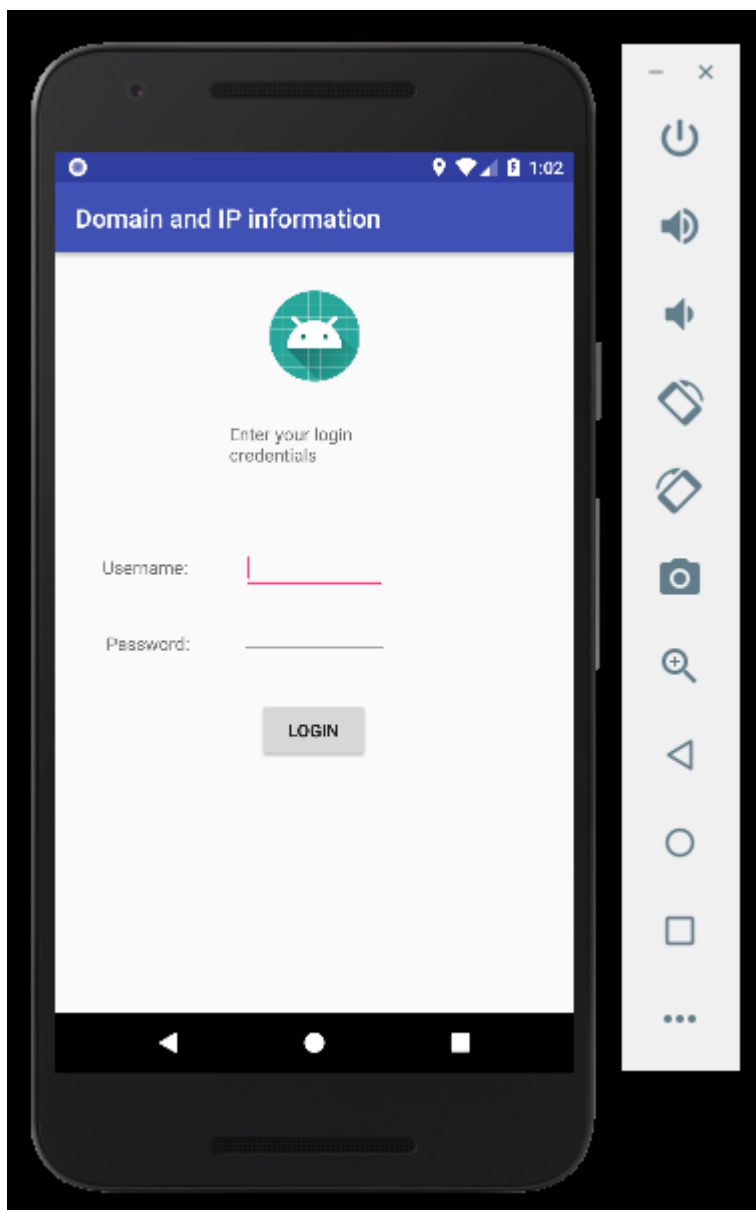 1:02
Domain and IP information
Enter your login
credentials
Username:
Password:
LOGIN